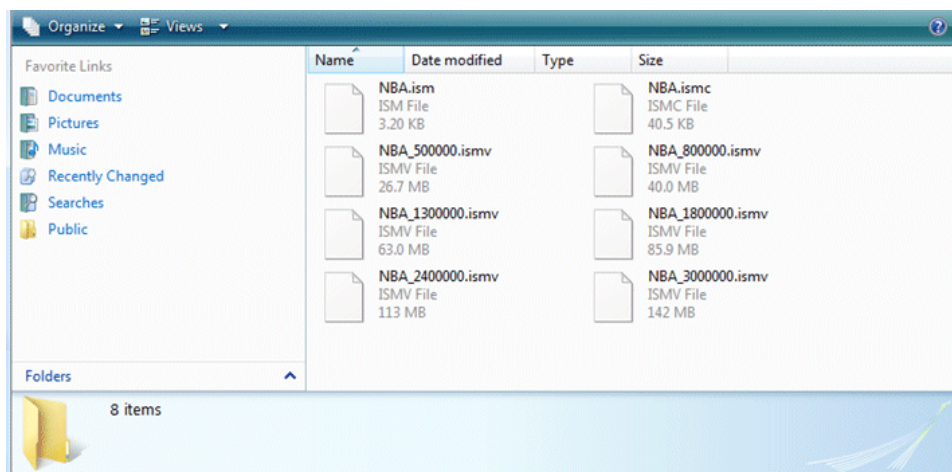 Organize Views
Favorite Links
Documents
Pictures
Music
Recently Changed
Searches
Public
Folders
Name Date modified Type Size
NBA.ism
ISM File
3.20 KB
NBA.ismc
ISMC File
40.5 KB
NBA_500000.ismv
ISMV File
26.7 MB
NBA_800000.ismv
ISMV File
40.0 MB
NBA_1300000.ismv
ISMV File
63.0 MB
NBA_1800000.ismv
ISMV File
85.9 MB
NBA_2400000.ismv
ISMV File
113 MB
NBA_3000000.ismv
ISMV File
142 MB
8 items